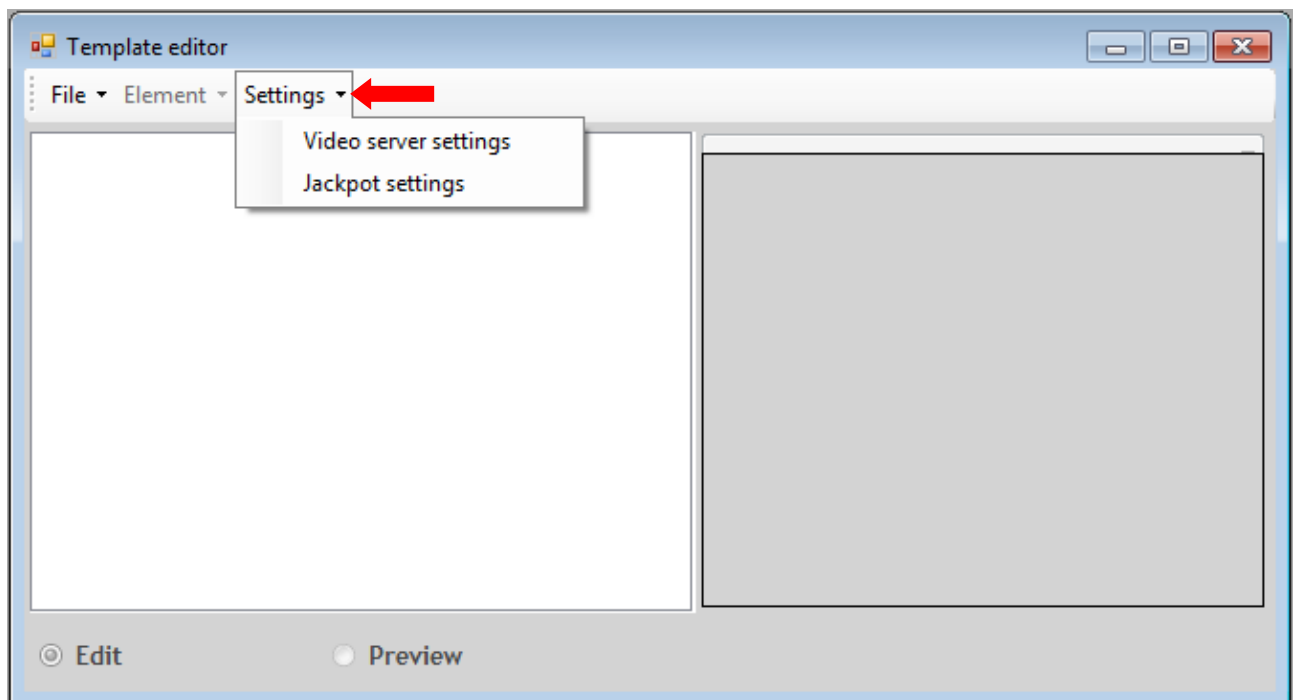 Template editor
File Element Settings
Video server settings
Jackpot settings
Edit Preview